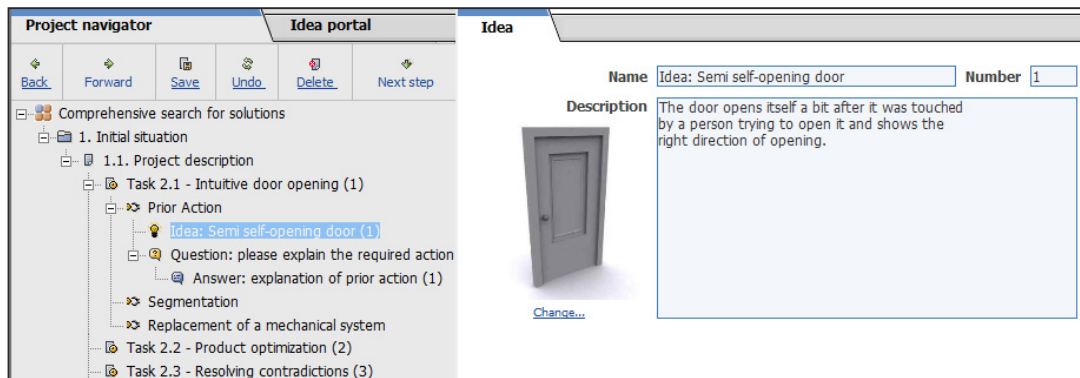 Project navigator
Idea portal
Back
Forward
Save
Undo
Delete
Next step
Comprehensive search for solutions
1. Initial situation
1.1. Project description
Task 2.1 - Intuitive door opening (1)
Prior Action
Idea: Semi self-opening door (1)
Question: please explain the required action
Answer: explanation of prior action (1)
Segmentation
Replacement of a mechanical system
Task 2.2 - Product optimization (2)
Task 2.3 - Resolving contradictions (3)
Idea
Name Idea: Semi self-opening door Number 1
Description The door opens itself a bit after it was touched
by a person trying to open it and shows the
right direction of opening.
Change...